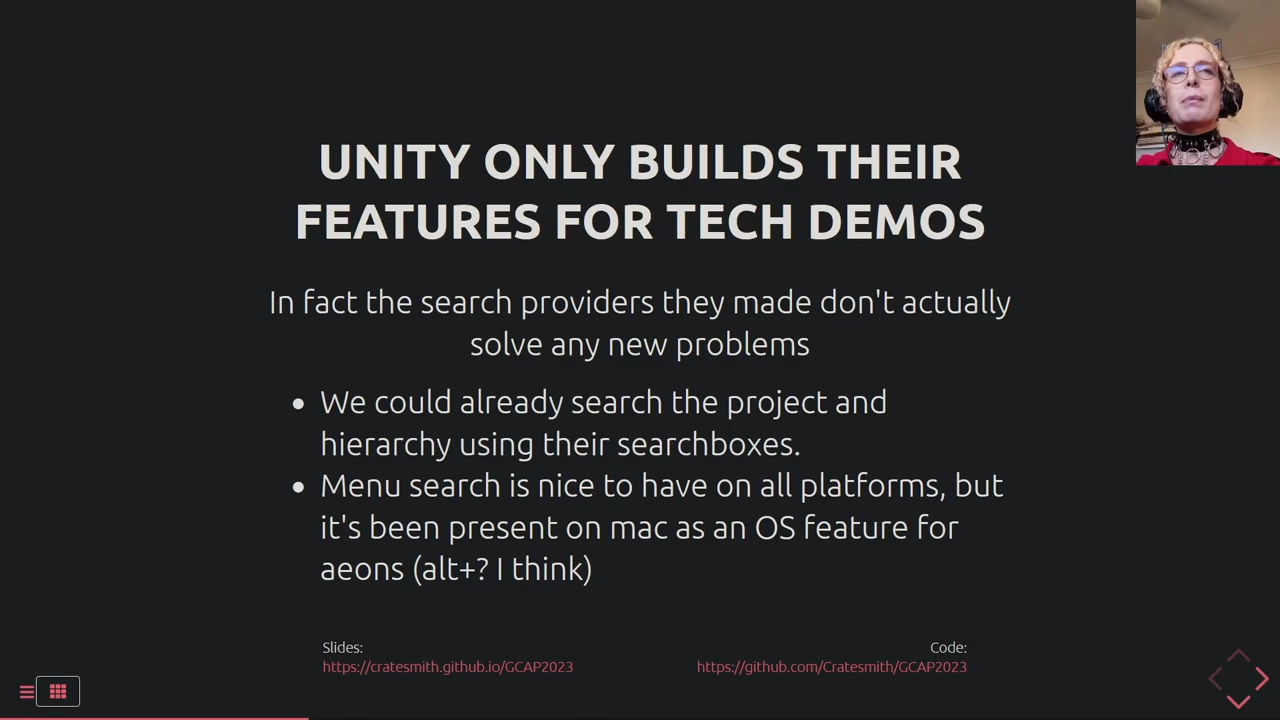 UNITY ONLY BUILDS THEIR
FEATURES FOR TECH DEMOS
In fact the search providers they made don't actually
solve any new problems
• We could already search the project and
hierarchy using their searchboxes.
• Menu search is nice to have on all platforms, but
it's been present on mac as an OS feature for
aeons (alt+? I think)
Slides:
https://cratesmith.github.io/GCAP2023
Code:
https://github.com/Cratesmith/GCAP2023